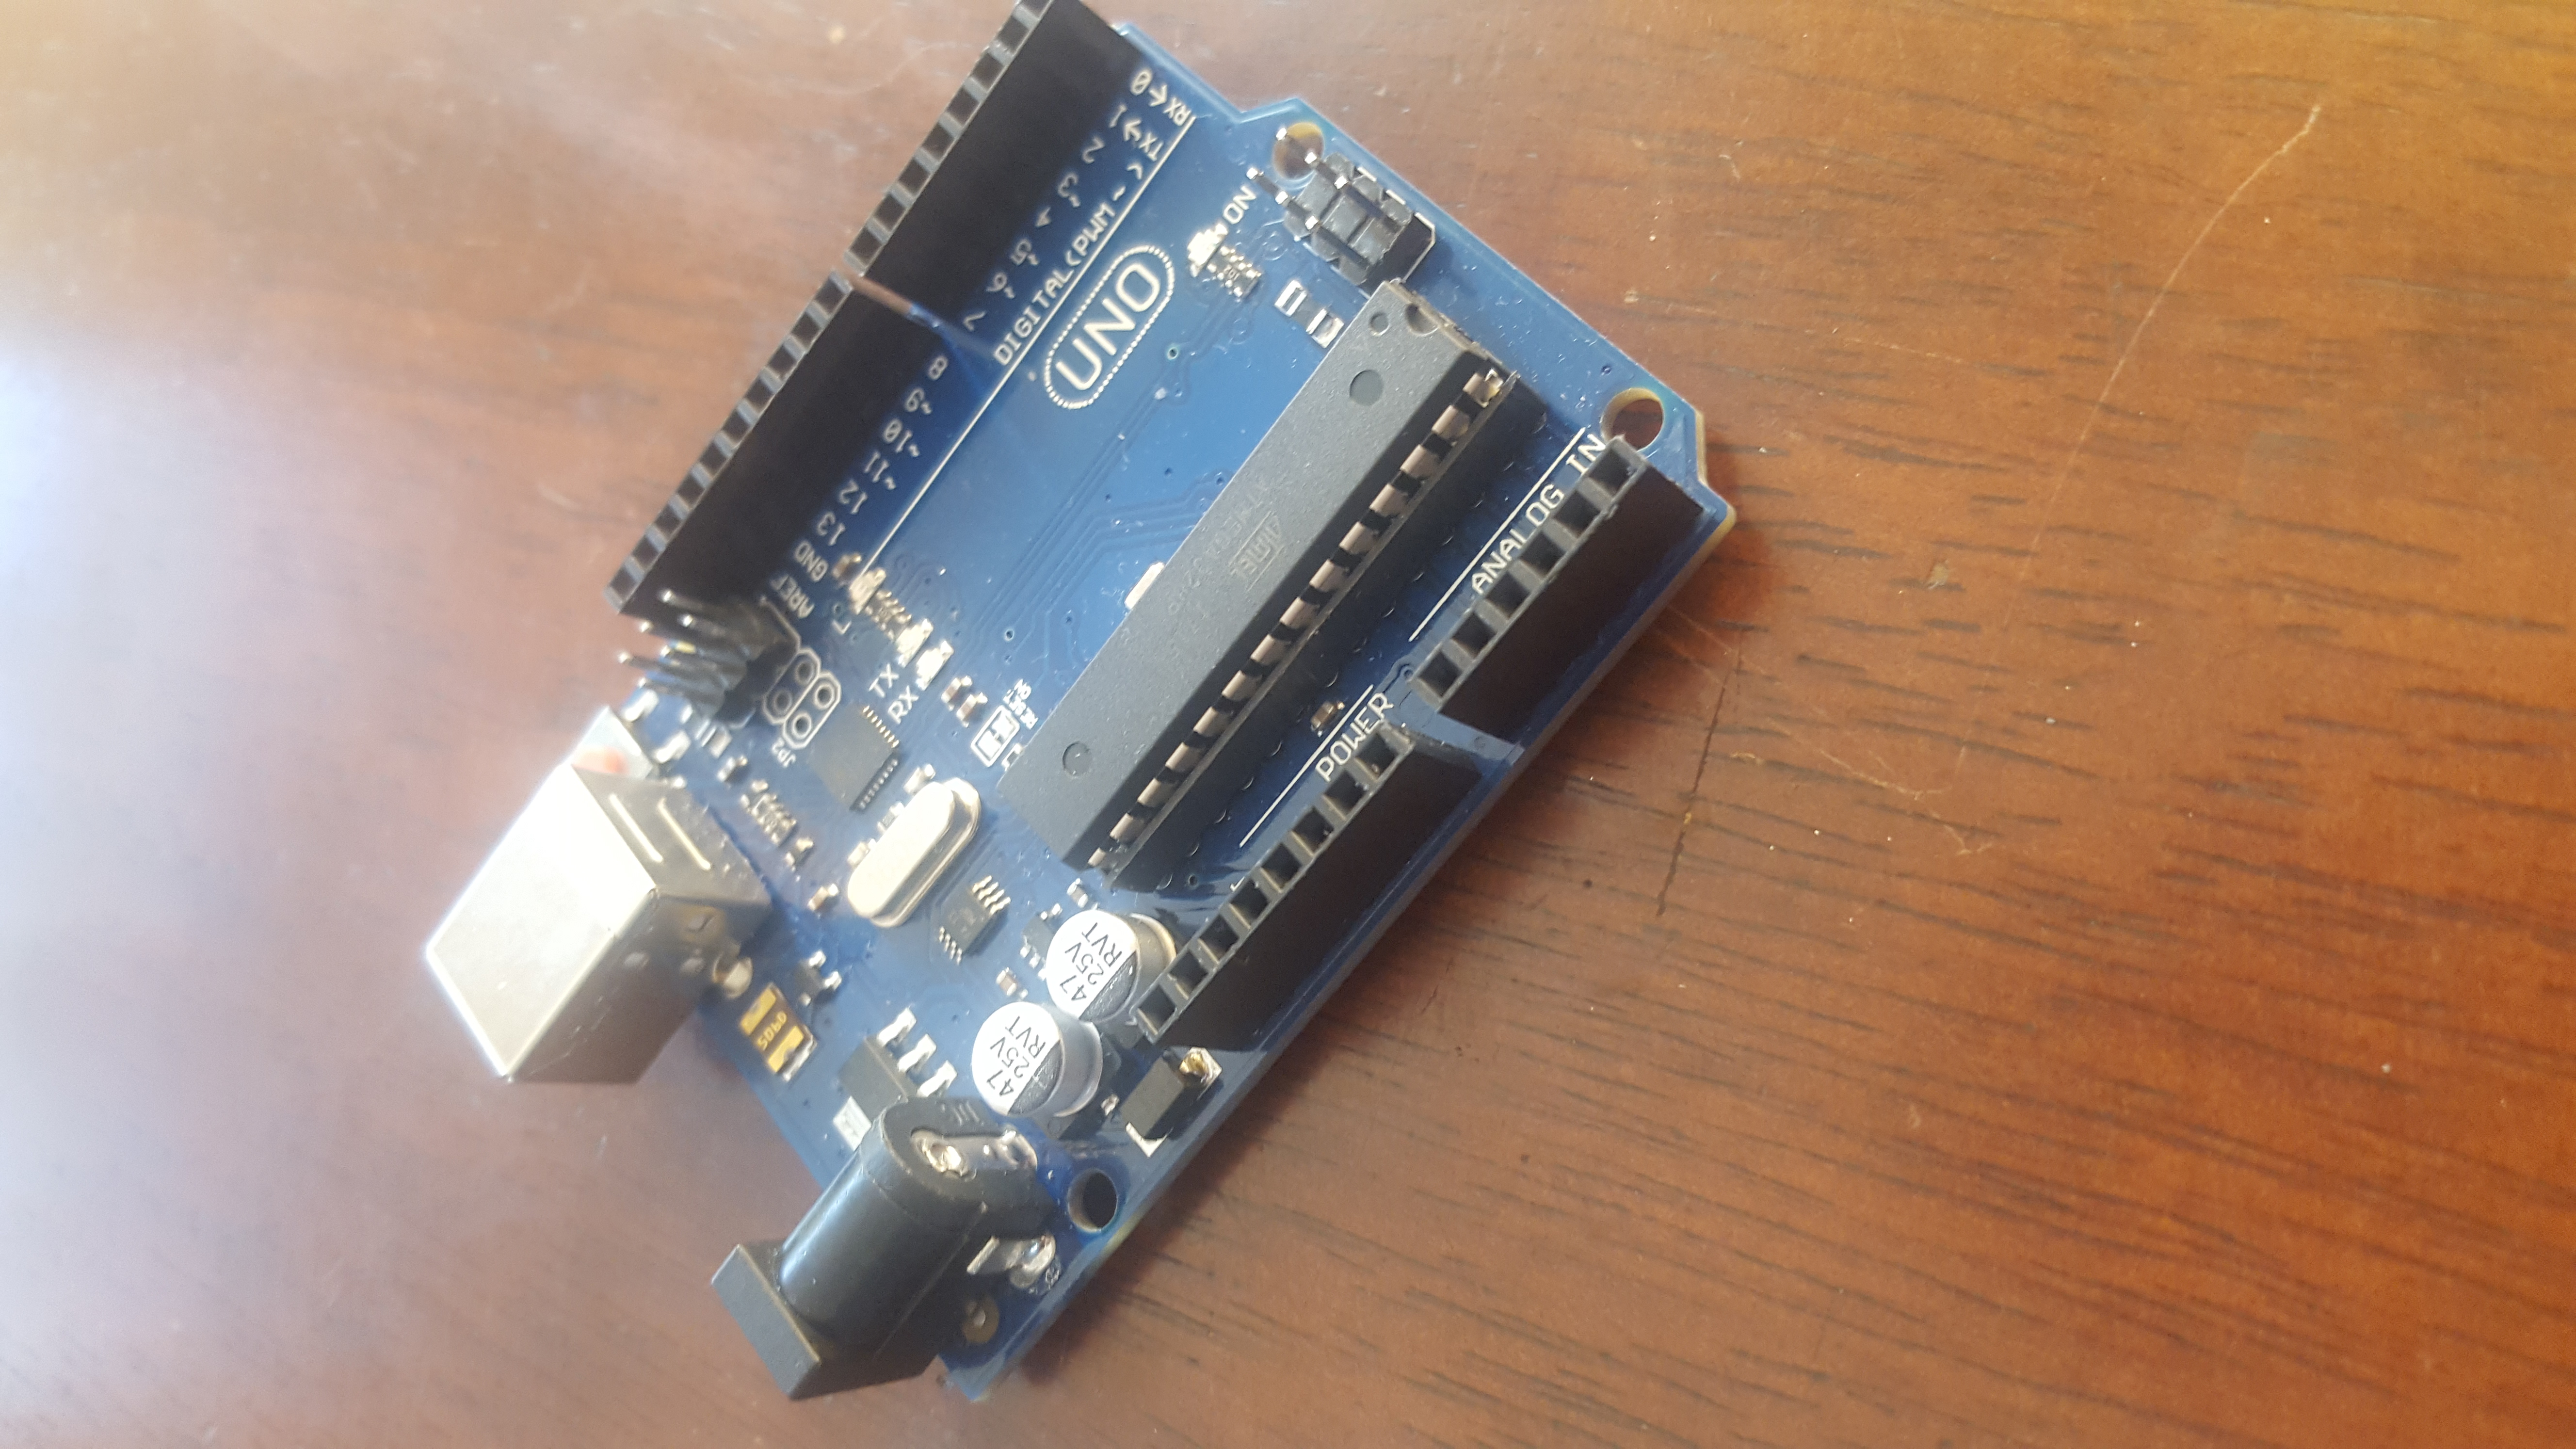 47
25V
RVT
47
25V
RVT
JP2
TX
RX
L
AREF
GND
13
12
~11
~10
~9
8
7
~6
~5
4
~3
2
TX→1
RX←0
DIGITAL(PWM~)
UNO
ON
ATMEL
POWER
ANALOG IN